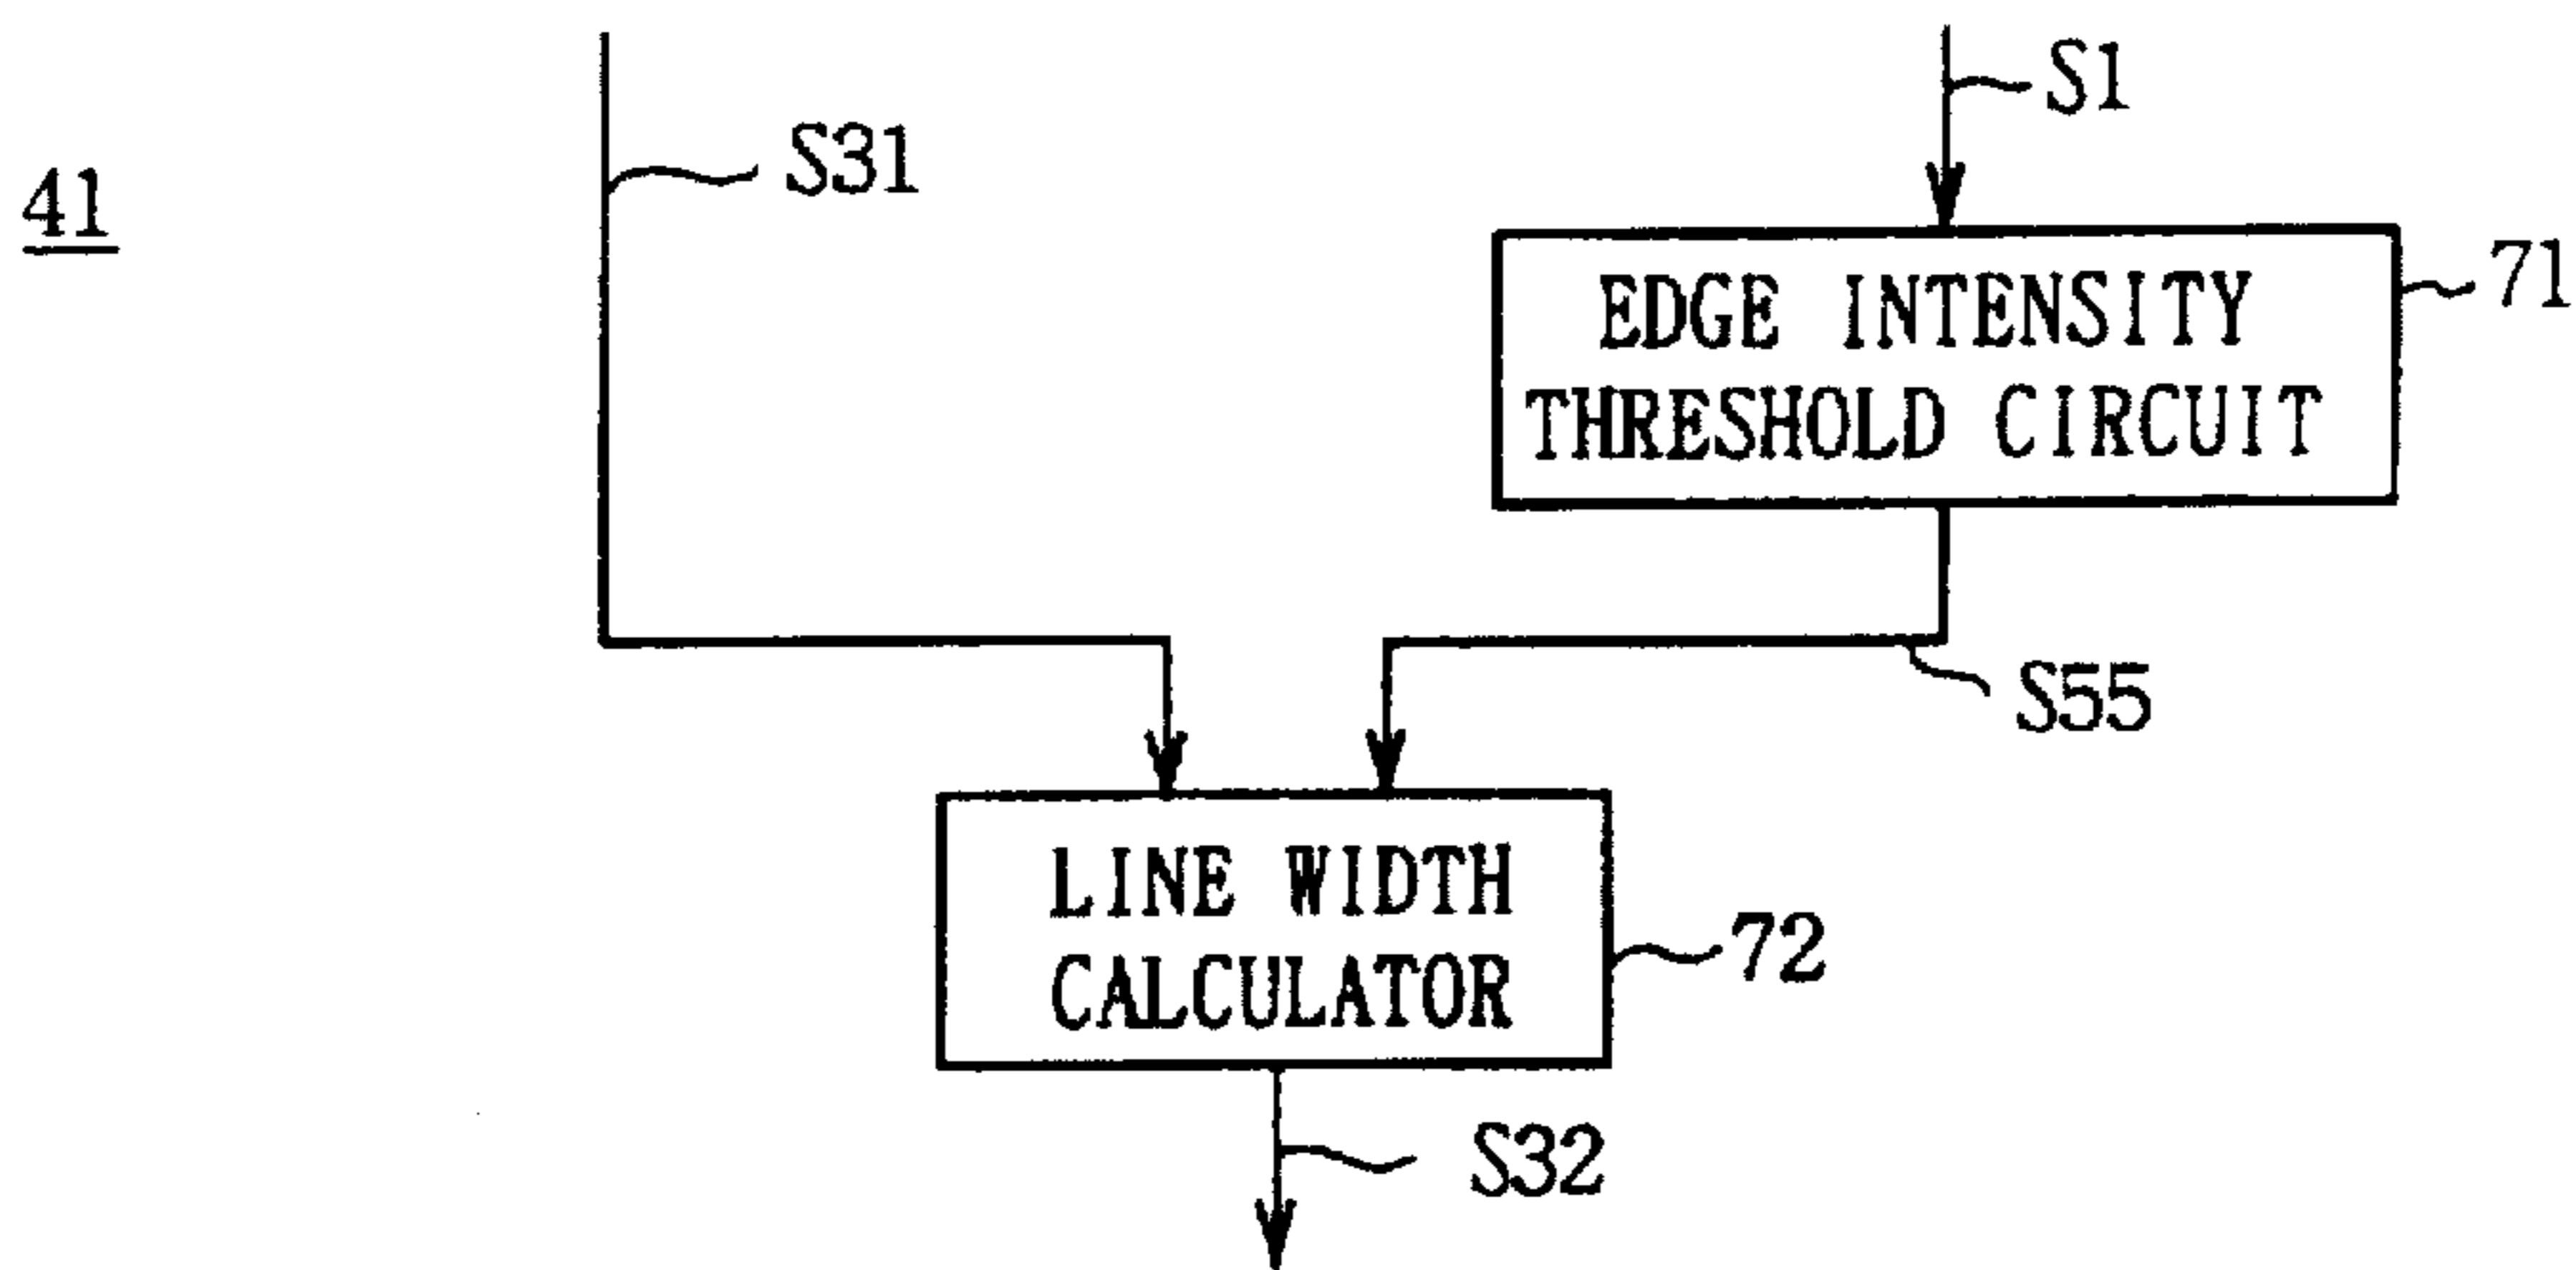 S1
S31
41
71
EDGE INTENSITY
THRESHOLD CIRCUIT
S55
LINE WIDTH
CALCULATOR
72
S32